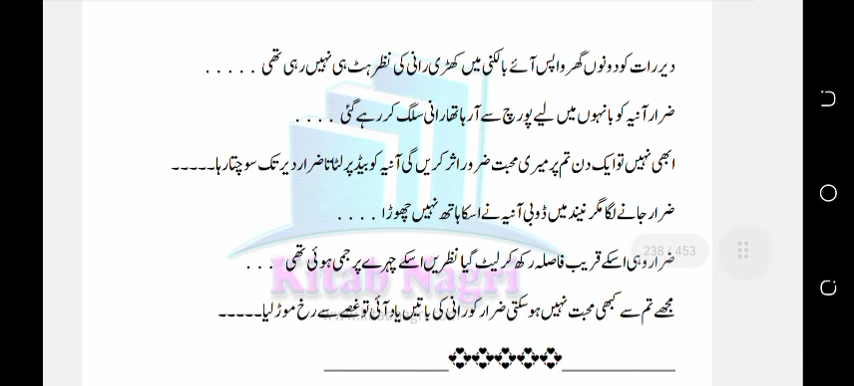 دیر رات کو دونوں گھر واپس آئے بالکنی میں کھڑی رانی کی نظر ہٹ ہی نہیں رہی تھی . . . . .
ضرار آنیہ کو بانہوں میں لیے پورچ سے آ رہا تھا رانی سلگ کر رہے گئی . . . .
ابھی نہیں تو ایک دن تم پر میری محبت ضرور اثر کریں گی آنیہ کو بیڈ پر لٹاتا ضرار دیر تک سوچتا رہا۔۔۔۔۔
ضرار جانے لگا مگر نیند میں ڈوبی آنیہ نے اسکا ہاتھ نہیں چھوڑا . . . .
238 / 453
ضرار وہی اسکے قریب فاصلہ رکھ کر لیٹ گیا نظریں اسکے چہرے پر جمی ہوئی تھی . . .
Kitab Nagri
مجھے تم سے کبھی محبت نہیں ہو سکتی ضرار کو رانی کی باتیں یاد آئی تو غصے سے رخ موڑ لیا۔۔۔۔۔